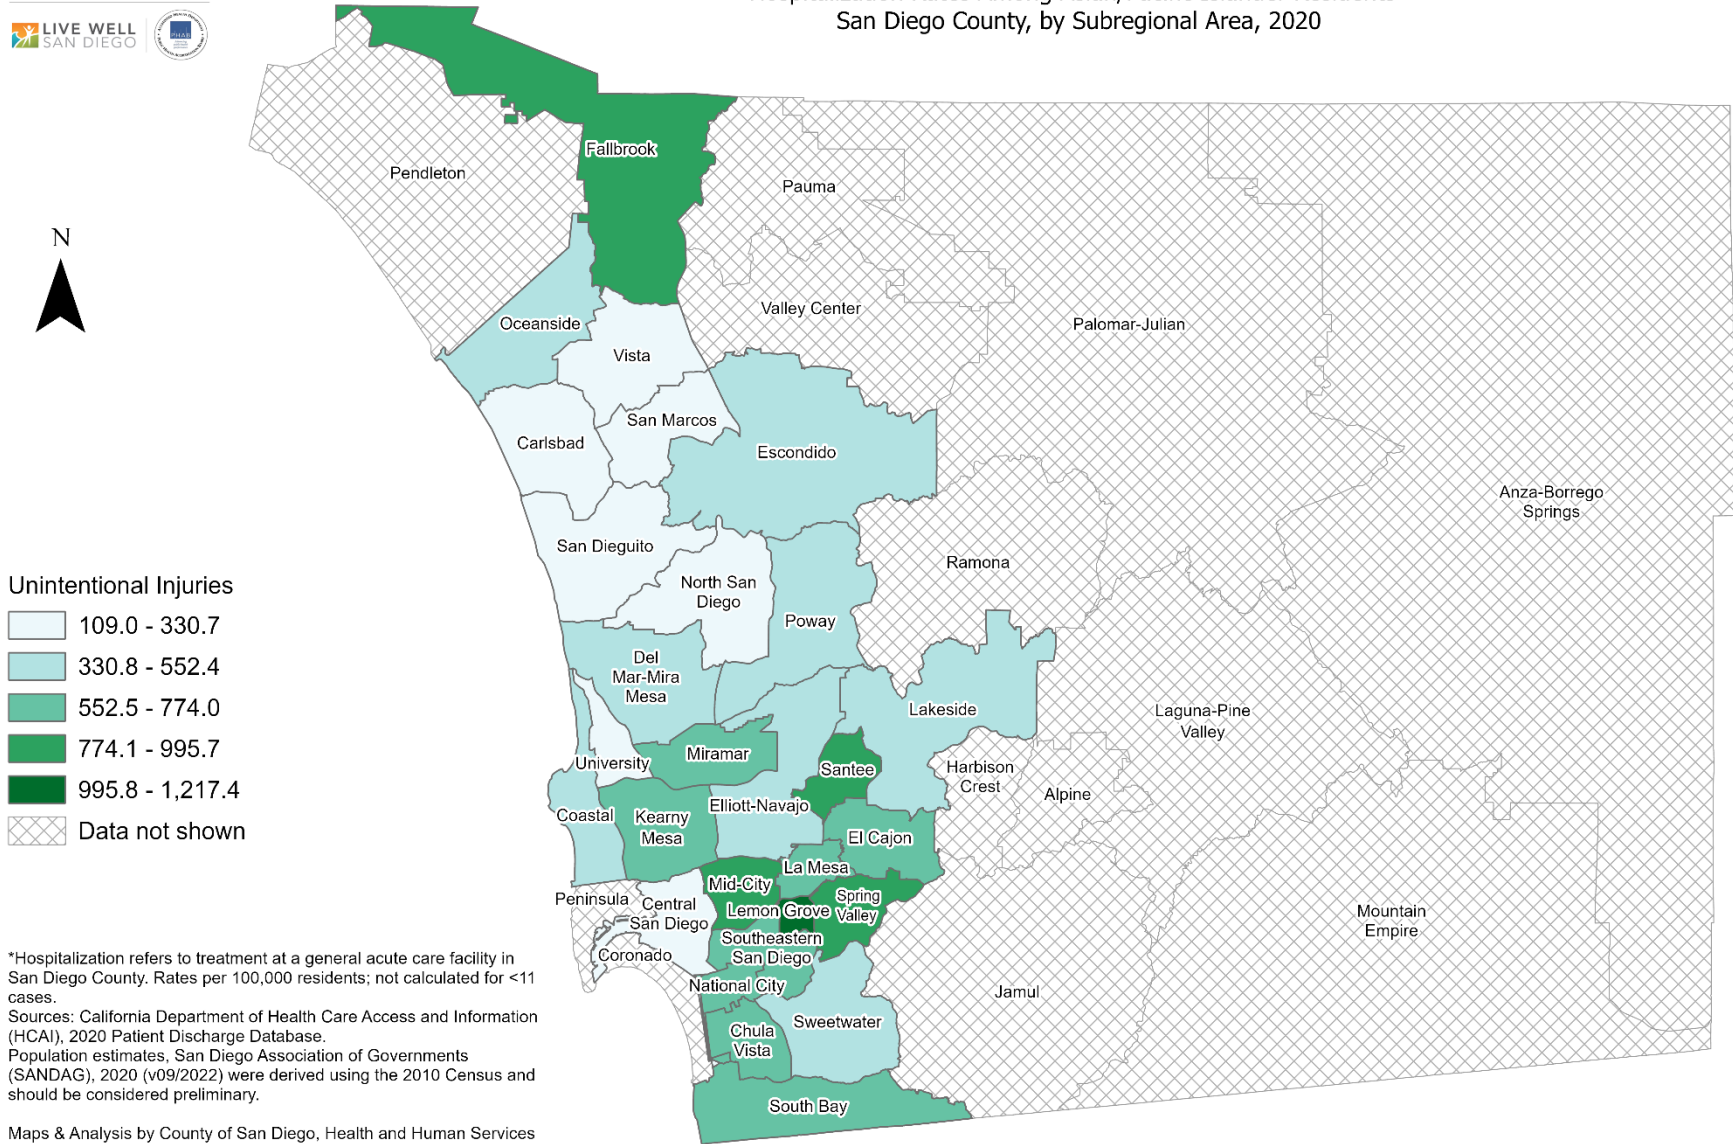 LIVE WELL
SAN DIEGO
PHAB
San Diego County, by Subregional Area, 2020
N
Pendleton
Fallbrook
Pauma
Oceanside
Valley Center
Palomar-Julian
Vista
San Marcos
Carlsbad
Escondido
Anza-Borrego
Springs
San Dieguito
Ramona
North San
Diego
Poway
Del
Mar-Mira
Mesa
Lakeside
Laguna-Pine
Valley
University
Miramar
Santee
Harbison
Crest
Alpine
Coastal
Kearny
Mesa
Elliott-Navajo
El Cajon
La Mesa
Mid-City
Spring
Valley
Peninsula
Central
San Diego
Lemon Grove
Mountain
Empire
Southeastern
San Diego
Coronado
National City
Jamul
Sweetwater
Chula
Vista
South Bay
Unintentional Injuries
109.0 - 330.7
330.8 - 552.4
552.5 - 774.0
774.1 - 995.7
995.8 - 1,217.4
Data not shown
*Hospitalization refers to treatment at a general acute care facility in
San Diego County. Rates per 100,000 residents; not calculated for <11
cases.
Sources: California Department of Health Care Access and Information
(HCAI), 2020 Patient Discharge Database.
Population estimates, San Diego Association of Governments
(SANDAG), 2020 (v09/2022) were derived using the 2010 Census and
should be considered preliminary.
Maps & Analysis by County of San Diego, Health and Human Services